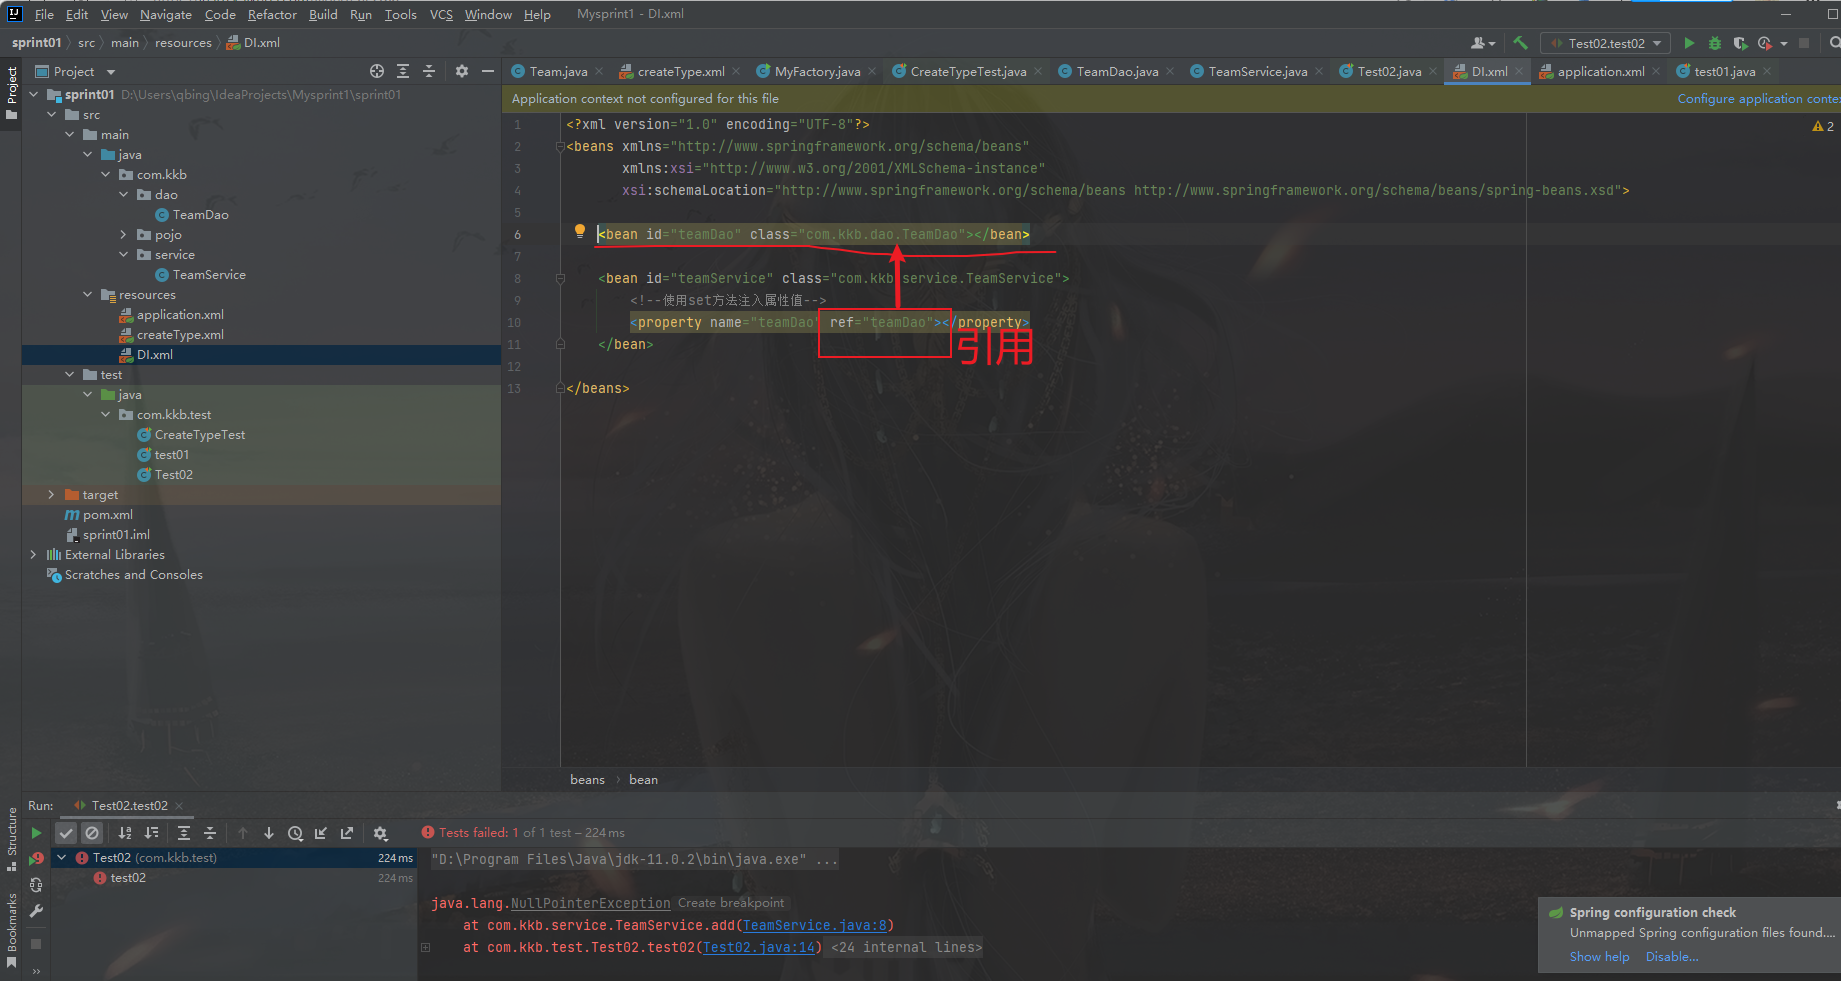 File Edit View Navigate Code Refactor Build Run Tools VCS Window Help Mysprint1 - DI.xml
sprint01 src main resources DI.xml
Test02.test02
Project
Project
Team.java createType.xml MyFactory.java CreateTypeTest.java TeamDao.java TeamService.java Test02.java DI.xml application.xml test01.java
sprint01 D:\Users\qbing\IdeaProjects\Mysprint1\sprint01
src
main
java
com.kkb
dao
TeamDao
pojo
service
TeamService
resources
application.xml
createType.xml
DI.xml
test
java
com.kkb.test
CreateTypeTest
test01
Test02
target
pom.xml
sprint01.iml
External Libraries
Scratches and Consoles
Application context not configured for this file Configure application conte
2
1 <?xml version="1.0" encoding="UTF-8"?>
2 <beans xmlns="http://www.springframework.org/schema/beans"
3 xmlns:xsi="http://www.w3.org/2001/XMLSchema-instance"
4 xsi:schemaLocation="http://www.springframework.org/schema/beans http://www.springframework.org/schema/beans/spring-beans.xsd">
5
6 <bean id="teamDao" class="com.kkb.dao.TeamDao"></bean>
7
8 <bean id="teamService" class="com.kkb.service.TeamService">
9 <!--使用set方法注入属性值-->
10 <property name="teamDao" ref="teamDao"></property>
引用
11 </bean>
12
13 </beans>
beans bean
Structure
Bookmarks
Run: Test02.test02
Tests failed: 1 of 1 test – 224 ms
Test02 (com.kkb.test) 224 ms
test02 224 ms
"D:\Program Files\Java\jdk-11.0.2\bin\java.exe" ...
java.lang.NullPointerException Create breakpoint
at com.kkb.service.TeamService.add(TeamService.java:8)
at com.kkb.test.Test02.test02(Test02.java:14) <24 internal lines>
Spring configuration check
Unmapped Spring configuration files found....
Show help Disable...